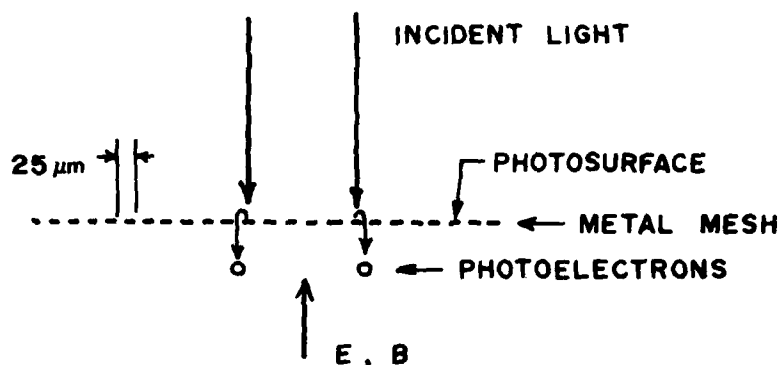 INCIDENT LIGHT
25 μm
PHOTOSURFACE
METAL MESH
PHOTOELECTRONS
E, B